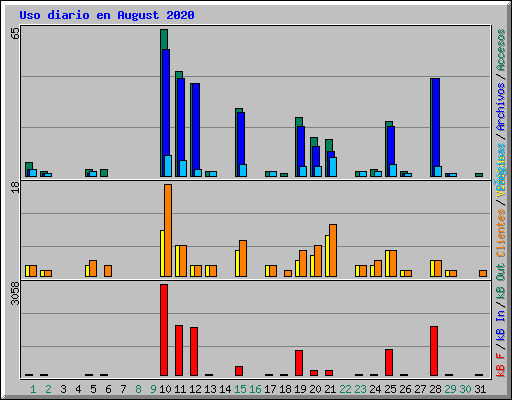 Uso diario en August 2020
65
18
3058
1 2 3 4 5 6 7 8 9 10 11 12 13 14 15 16 17 18 19 20 21 22 23 24 25 26 27 28 29 30 31
kB F / kB In / kB Out Clientes / Páginas / Archivos / Accesos